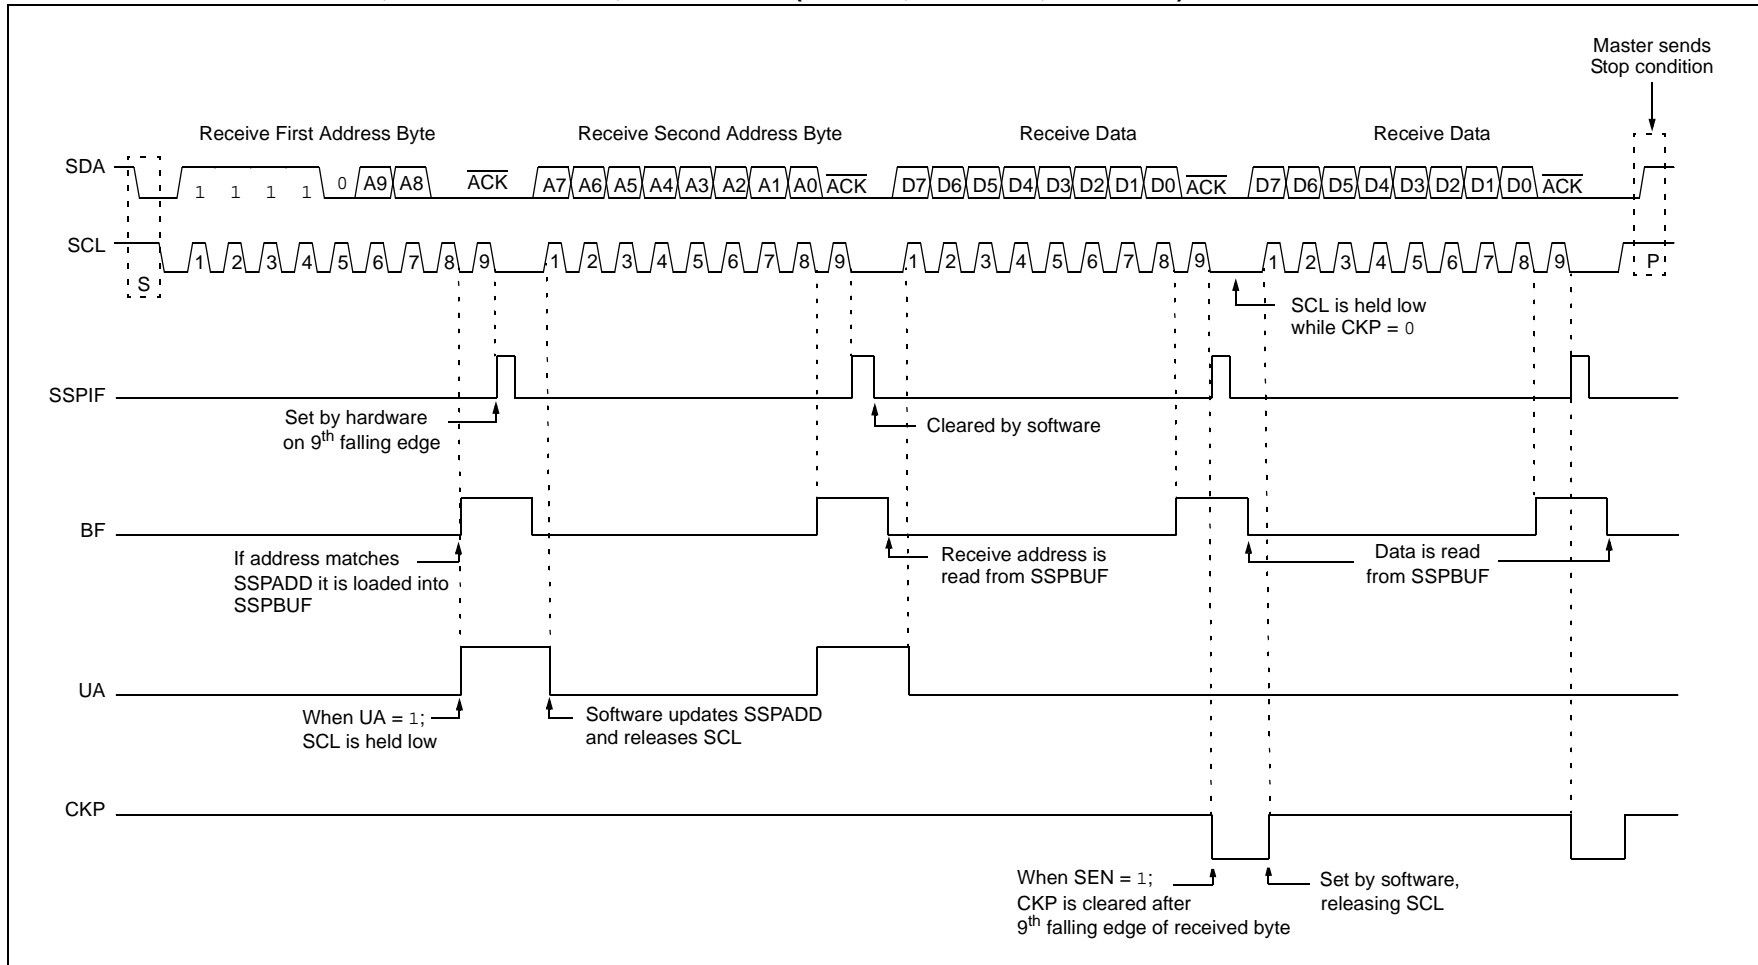 Master sends
Stop condition
Receive First Address Byte
Receive Second Address Byte
Receive Data
Receive Data
SDA
1 1 1 1 0 A9 A8 ACK A7 A6 A5 A4 A3 A2 A1 A0 ACK D7 D6 D5 D4 D3 D2 D1 D0 ACK D7 D6 D5 D4 D3 D2 D1 D0 ACK
SCL
S 1 2 3 4 5 6 7 8 9 1 2 3 4 5 6 7 8 9 1 2 3 4 5 6 7 8 9 1 2 3 4 5 6 7 8 9 P
SCL is held low
while CKP = 0
SSPIF
Set by hardware
on 9th falling edge
Cleared by software
BF
If address matches
SSPADD it is loaded into
SSPBUF
Receive address is
read from SSPBUF
Data is read
from SSPBUF
UA
When UA = 1;
SCL is held low
Software updates SSPADD
and releases SCL
CKP
When SEN = 1;
CKP is cleared after
9th falling edge of received byte
Set by software,
releasing SCL